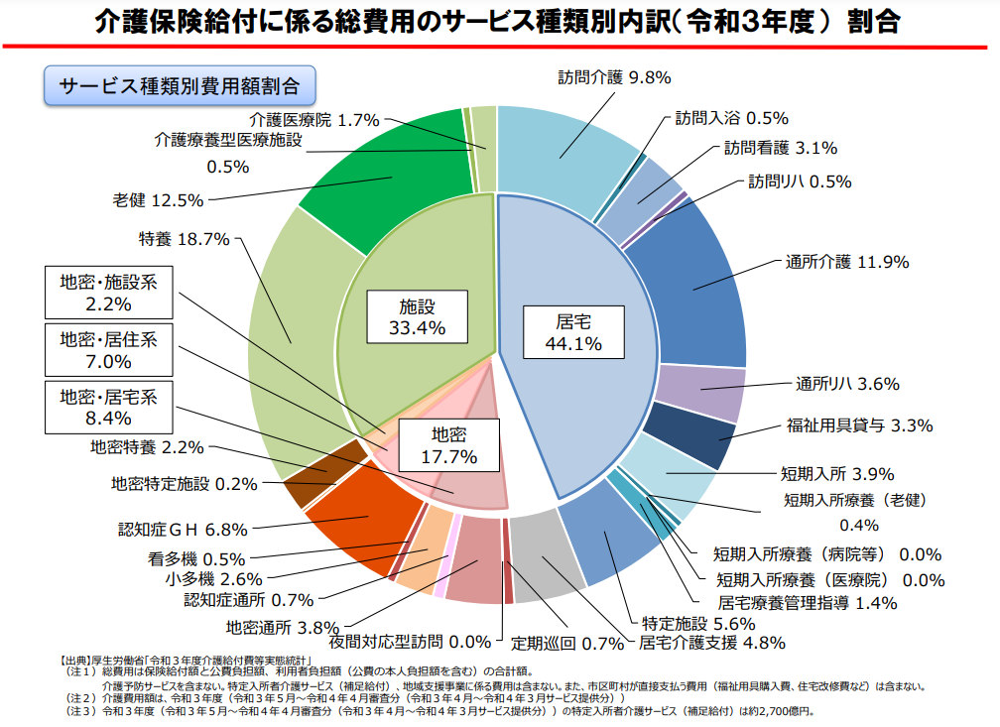 介護保険給付に係る総費用のサービス種類別内訳(令和3年度) 割合
サービス種類別費用額割合
訪問介護 9.8%
訪問入浴 0.5%
訪問看護 3.1%
訪問リハ 0.5%
通所介護 11.9%
通所リハ 3.6%
福祉用具貸与 3.3%
短期入所 3.9%
短期入所療養(老健)
0.4%
短期入所療養(病院等) 0.0%
短期入所療養(医療院) 0.0%
居宅療養管理指導 1.4%
特定施設 5.6%
居宅介護支援 4.8%
定期巡回 0.7%
夜間対応型訪問 0.0%
地密通所 3.8%
認知症通所 0.7%
小多機 2.6%
看多機 0.5%
認知症GH 6.8%
地密特定施設 0.2%
地密特養 2.2%
地密・居宅系
8.4%
地密・居住系
7.0%
地密・施設系
2.2%
特養 18.7%
老健 12.5%
介護療養型医療施設
0.5%
介護医療院 1.7%
施設
33.4%
居宅
44.1%
地密
17.7%
【出典】厚生労働省「令和3年度介護給付費等実態統計」
(注1)総費用は保険給付額と公費負担額、利用者負担額(公費の本人負担額を含む)の合計額。
介護予防サービスを含まない。特定入所者介護サービス(補足給付)、地域支援事業に係る費用は含まない。また、市区町村が直接支払う費用(福祉用具購入費、住宅改修費など)は含まない。
(注2)介護費用額は、令和3年度(令和3年5月~令和4年4月審査分(令和3年4月~令和4年3月サービス提供分))
(注3)令和3年度(令和3年5月~令和4年4月審査分(令和3年4月~令和4年3月サービス提供分))の特定入所者介護サービス(補足給付)は約2,700億円。